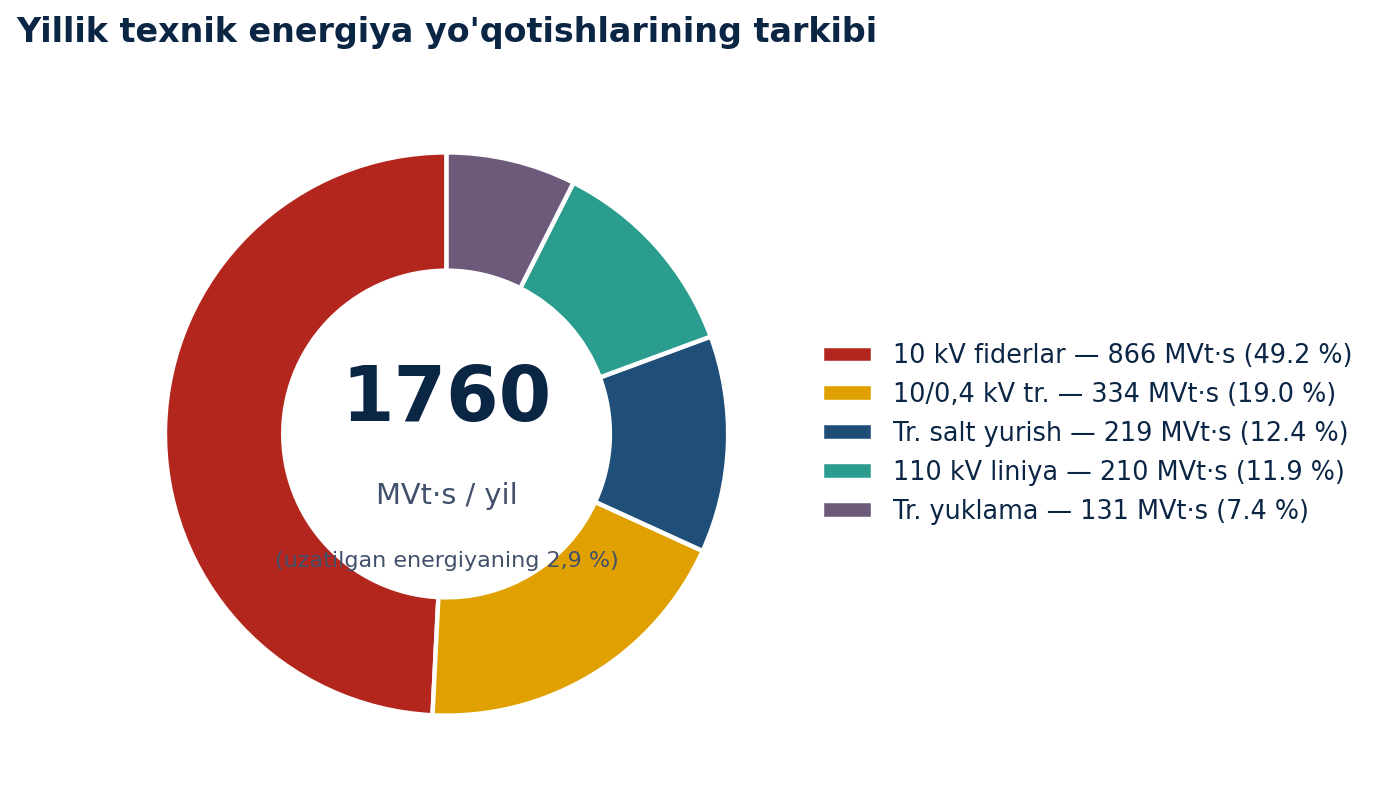 Yillik texnik energiya yo'qotishlarining tarkibi
1760
MVt·s / yil
(uzatilgan energiyaning 2,9 %)
10 kV fiderlar — 866 MVt·s (49.2 %)
10/0,4 kV tr. — 334 MVt·s (19.0 %)
Tr. salt yurish — 219 MVt·s (12.4 %)
110 kV liniya — 210 MVt·s (11.9 %)
Tr. yuklama — 131 MVt·s (7.4 %)